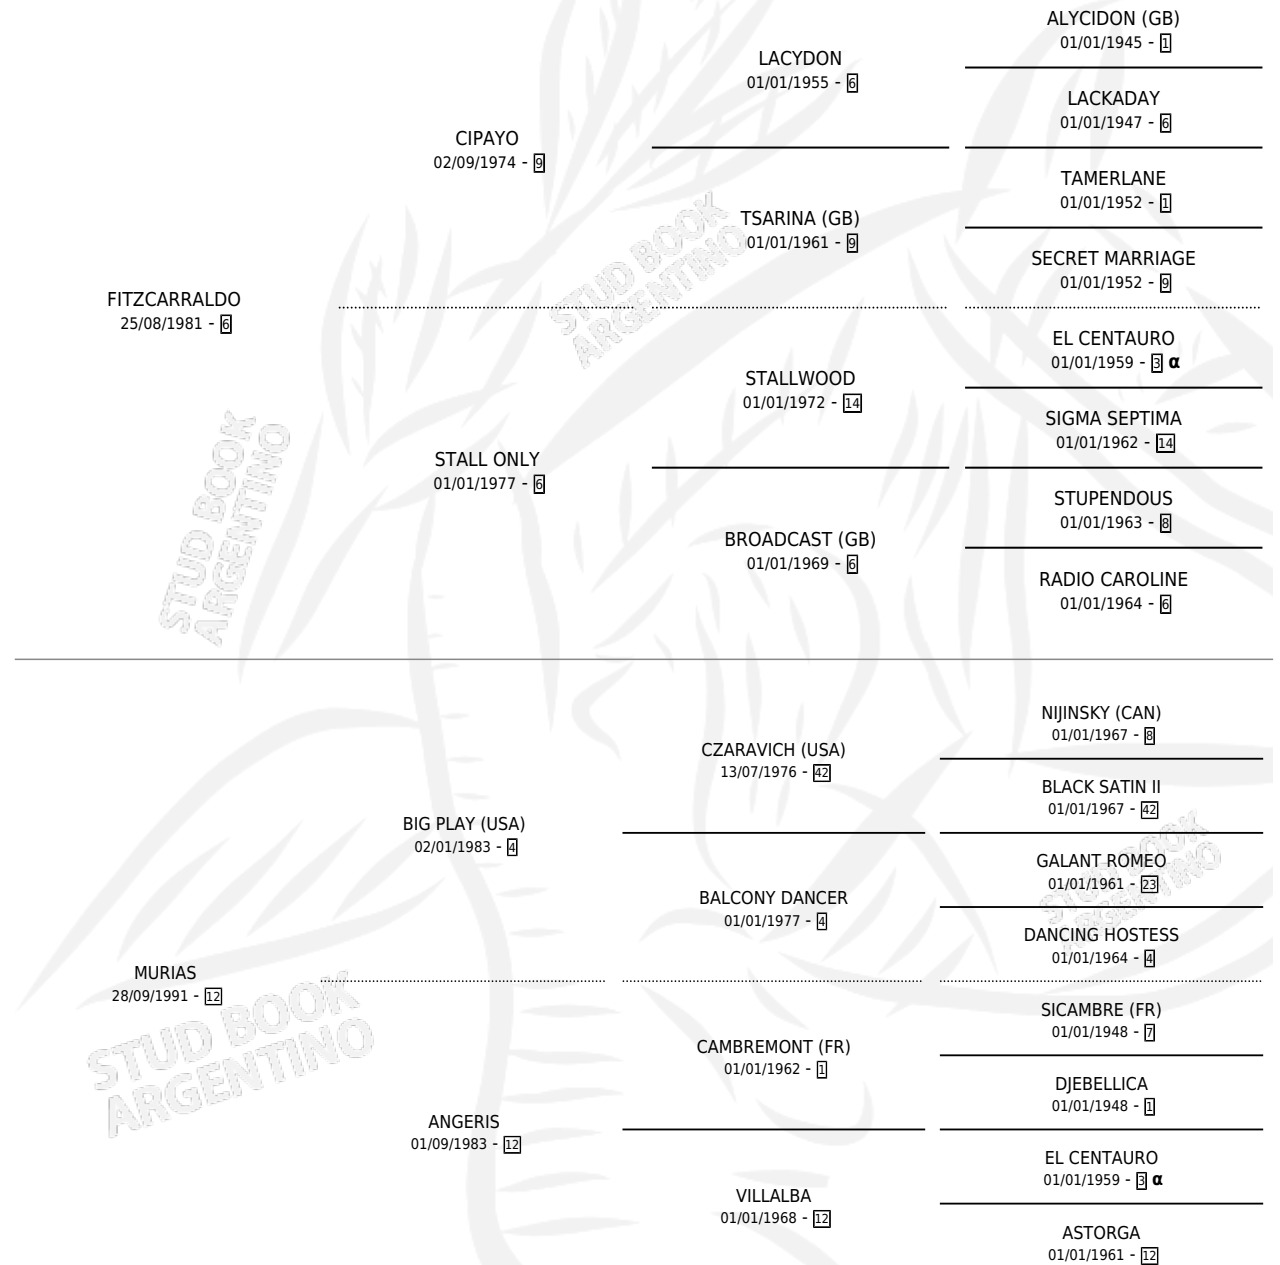 ALYCIDON (GB)
01/01/1945 - 1
LACYDON
01/01/1955 - 6
LACKADAY
01/01/1947 - 6
CIPAYO
02/09/1974 - 9
TAMERLANE
01/01/1952 - 1
TSARINA (GB)
01/01/1961 - 9
SECRET MARRIAGE
01/01/1952 - 9
FITZCARRALDO
25/08/1981 - 6
EL CENTAURO
01/01/1959 - 3 α
STALLWOOD
01/01/1972 - 14
SIGMA SEPTIMA
01/01/1962 - 14
STALL ONLY
01/01/1977 - 6
STUPENDOUS
01/01/1963 - 8
BROADCAST (GB)
01/01/1969 - 6
RADIO CAROLINE
01/01/1964 - 6
STUD BOOK
ARGENTINO
STUD BOOK
ARGENTINO
NIJINSKY (CAN)
01/01/1967 - 8
CZARAVICH (USA)
13/07/1976 - 42
BLACK SATIN II
01/01/1967 - 42
BIG PLAY (USA)
02/01/1983 - 4
GALANT ROMEO
01/01/1961 - 23
BALCONY DANCER
01/01/1977 - 4
DANCING HOSTESS
01/01/1964 - 4
MURIAS
28/09/1991 - 12
SICAMBRE (FR)
01/01/1948 - 7
CAMBREMONT (FR)
01/01/1962 - 1
DJEBELLICA
01/01/1948 - 1
ANGERIS
01/09/1983 - 12
EL CENTAURO
01/01/1959 - 3 α
VILLALBA
01/01/1968 - 12
ASTORGA
01/01/1961 - 12
STUD BOOK
ARGENTINO
STUD BOOK
ARGENTINO